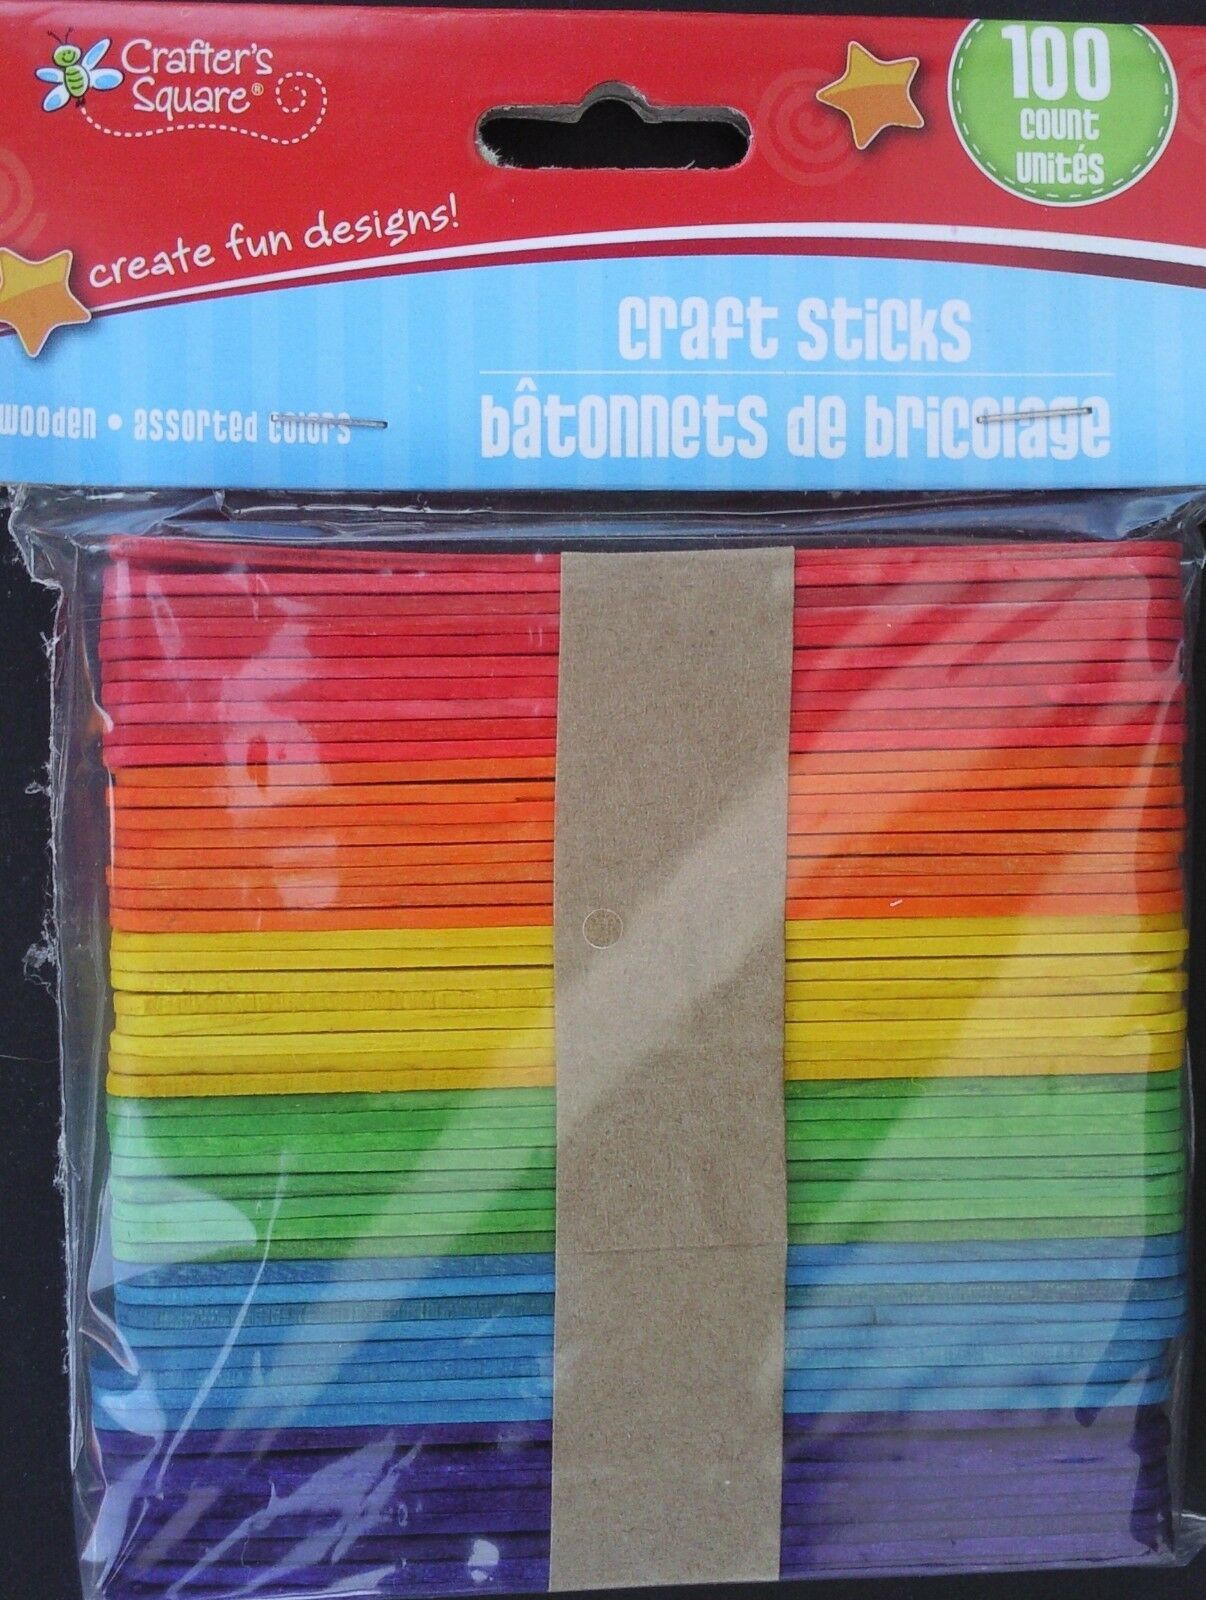 Crafter's
Square®
100
count
unités
create fun designs!
craft sticks
bâtonnets de bricolage
wooden • assorted colors